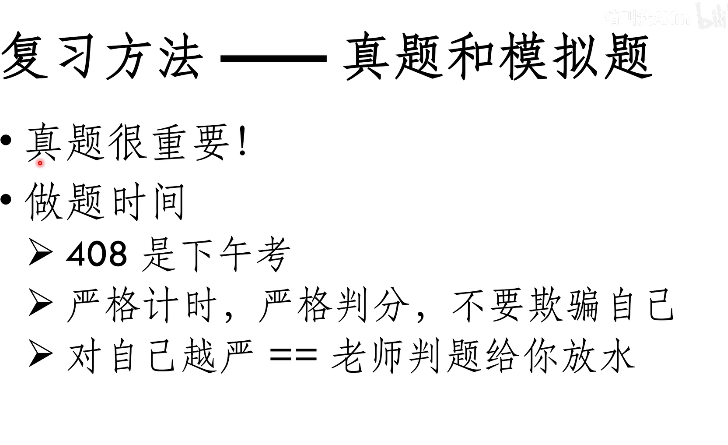 复习方法 —— 真题和模拟题
• 真题很重要！
• 做题时间
➢ 408 是下午考
➢ 严格计时，严格判分，不要欺骗自己
➢ 对自己越严 == 老师判题给你放水